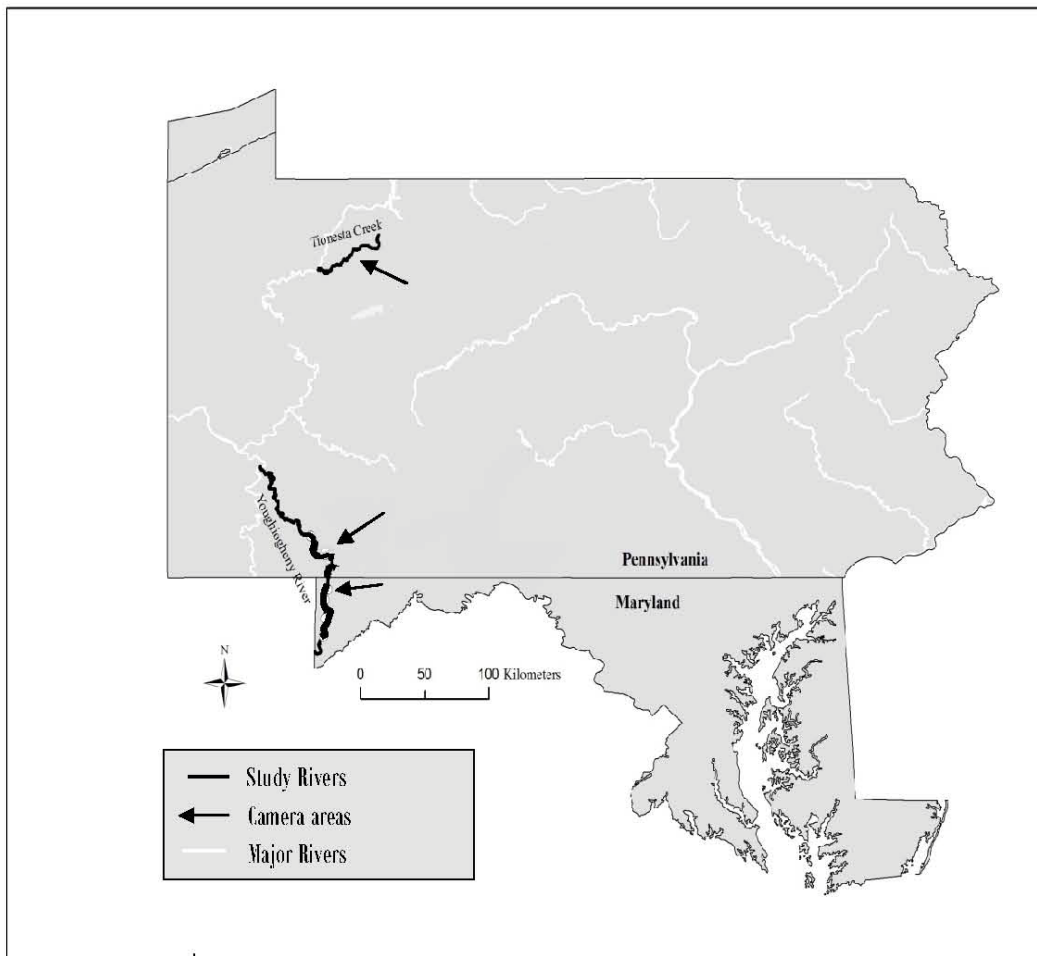 Tionesta Creek
Youghiogheny River
Pennsylvania
Maryland
N
0 50 100 Kilometers
Study Rivers
Camera areas
Major Rivers